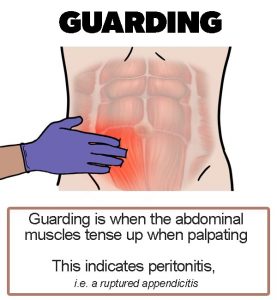 GUARDING
Guarding is when the abdominal
muscles tense up when palpating
This indicates peritonitis,
i.e. a ruptured appendicitis